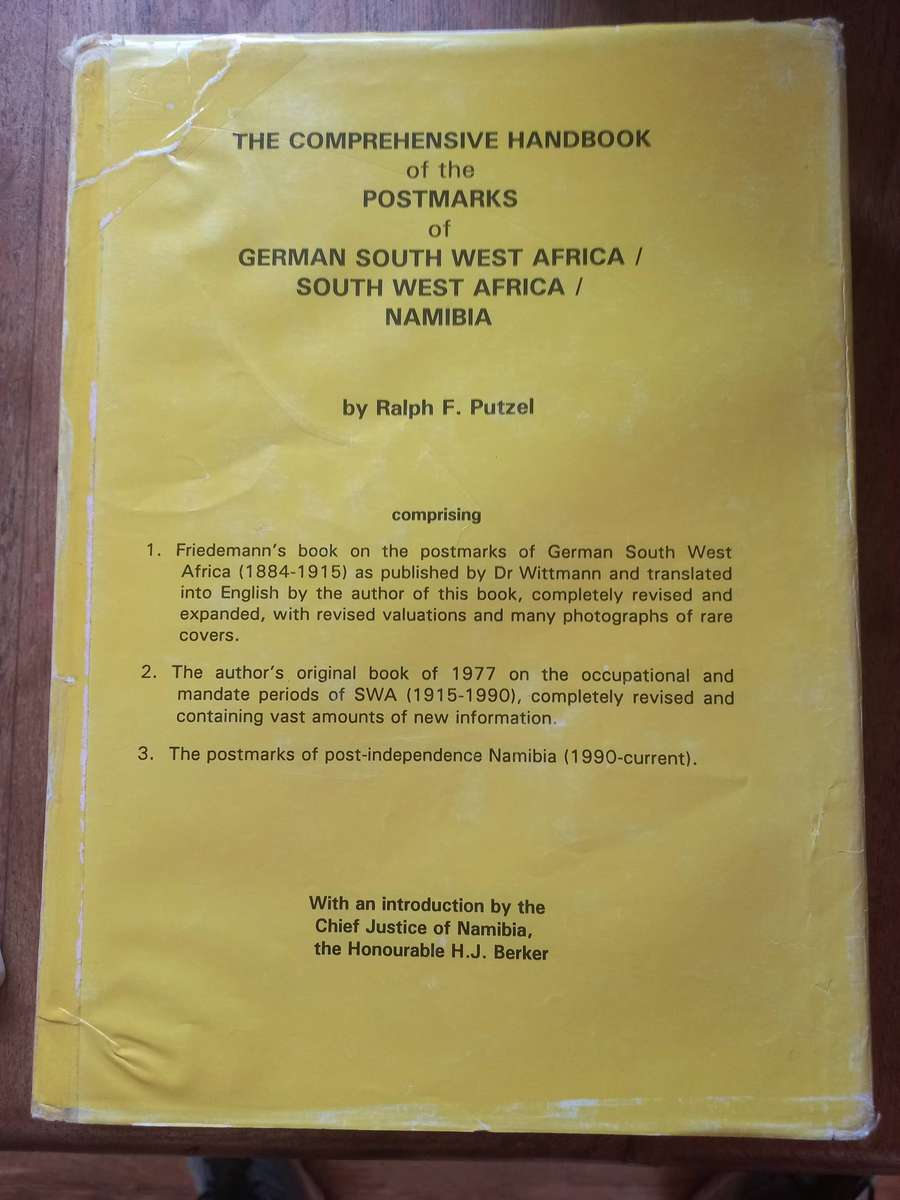 THE COMPREHENSIVE HANDBOOK
of the
POSTMARKS
of
GERMAN SOUTH WEST AFRICA /
SOUTH WEST AFRICA /
NAMIBIA
by Ralph F. Putzel
comprising
1. Friedemann's book on the postmarks of German South West
Africa (1884-1915) as published by Dr Wittmann and translated
into English by the author of this book, completely revised and
expanded, with revised valuations and many photographs of rare
covers.
2. The author's original book of 1977 on the occupational and
mandate periods of SWA (1915-1990), completely revised and
containing vast amounts of new information.
3. The postmarks of post-independence Namibia (1990-current).
With an introduction by the
Chief Justice of Namibia,
the Honourable H.J. Berker